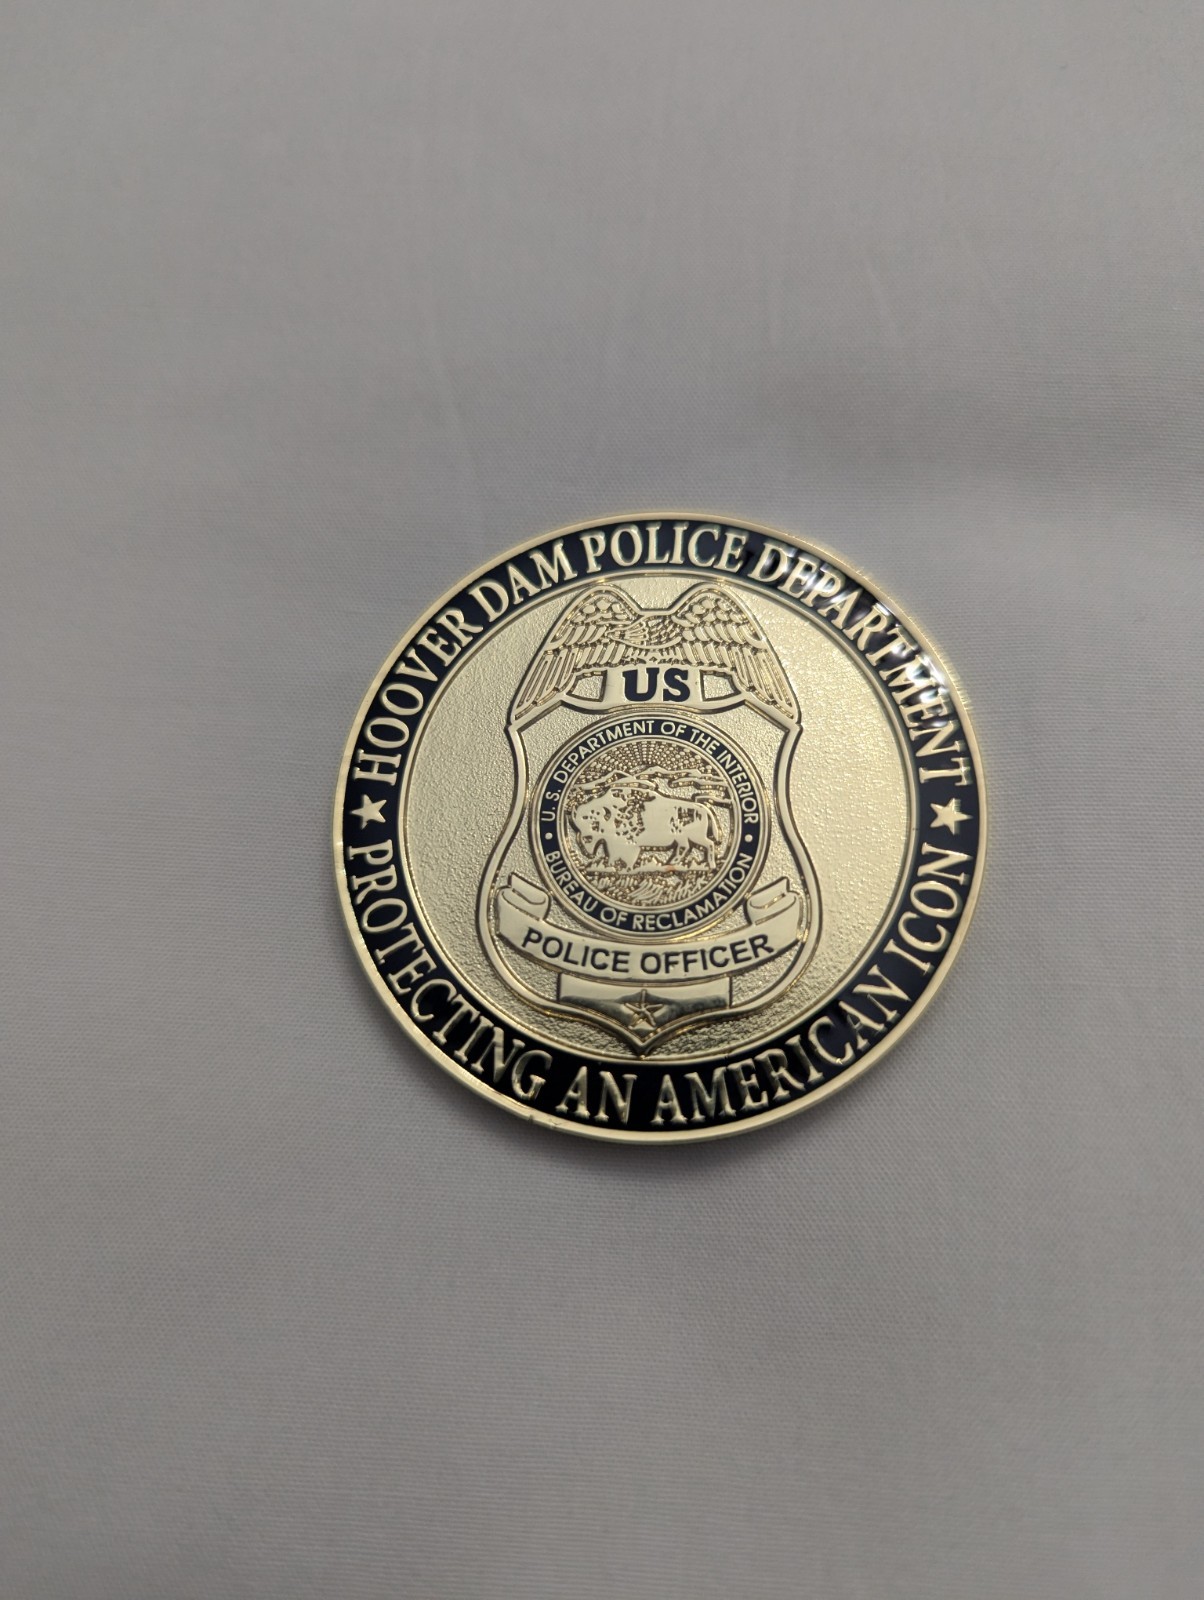 HOOVER DAM POLICE DEPARTMENT
US
U.S. DEPARTMENT OF THE INTERIOR
BUREAU OF RECLAMATION
POLICE OFFICER
PROTECTING AN AMERICAN ICON